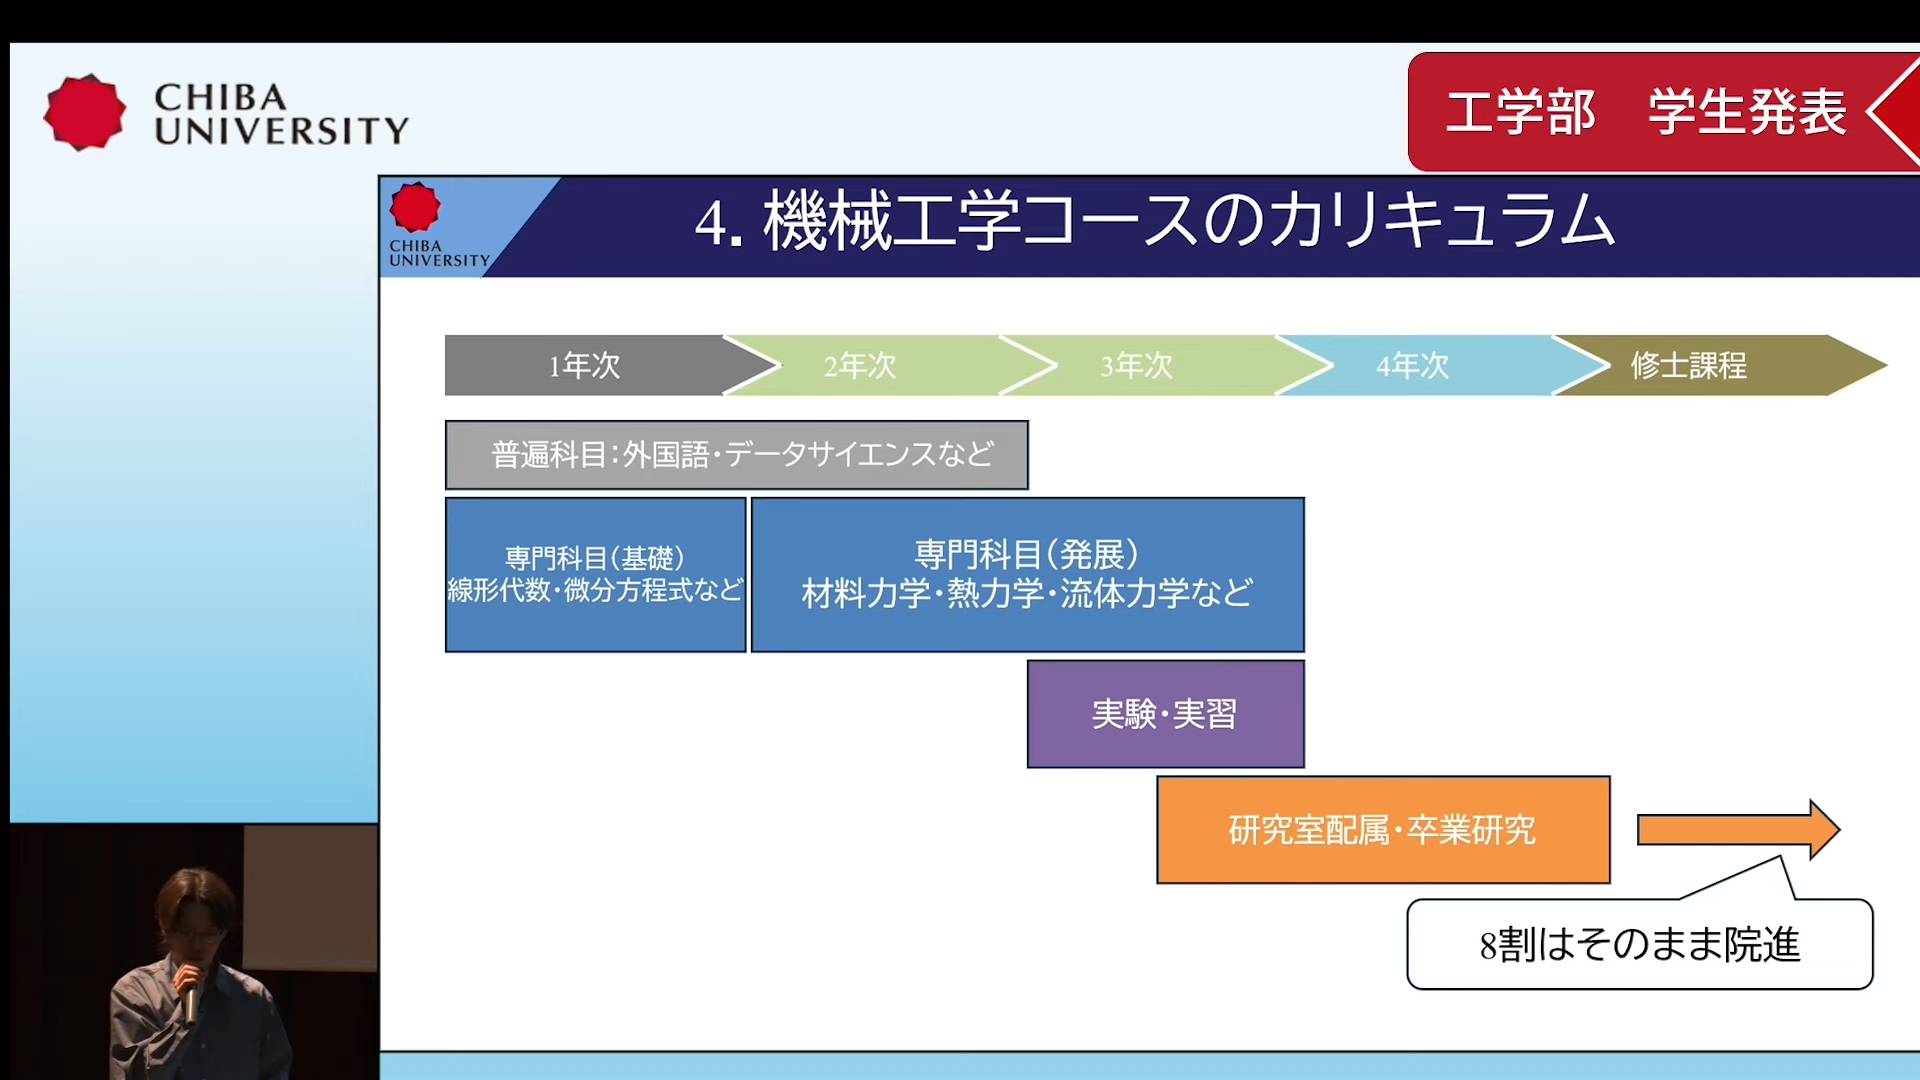 CHIBA
UNIVERSITY
工学部　学生発表
CHIBA
UNIVERSITY
4. 機械工学コースのカリキュラム
1年次
2年次
3年次
4年次
修士課程
普遍科目：外国語・データサイエンスなど
専門科目（基礎）
線形代数・微分方程式など
専門科目（発展）
材料力学・熱力学・流体力学など
実験・実習
研究室配属・卒業研究
8割はそのまま院進